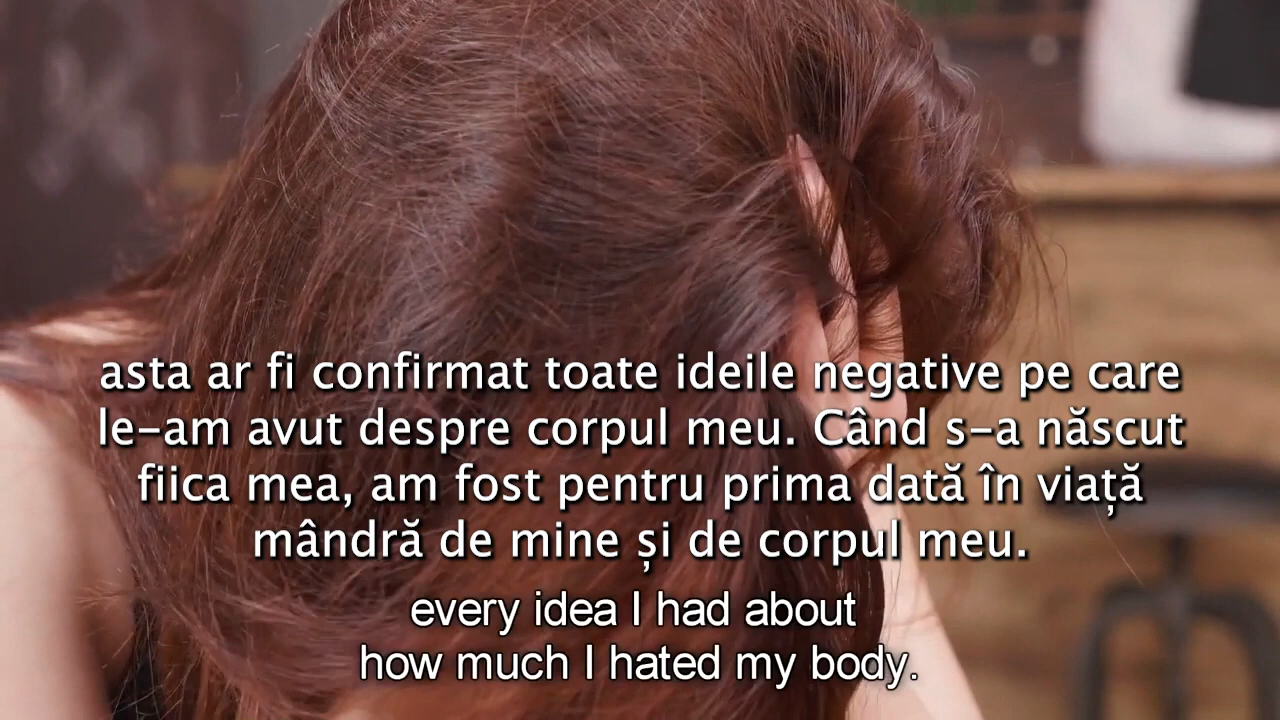 asta ar fi confirmat toate ideile negative pe care
le-am avut despre corpul meu. Când s-a născut
fiica mea, am fost pentru prima dată în viață
mândră de mine și de corpul meu.
every idea I had about
how much I hated my body.